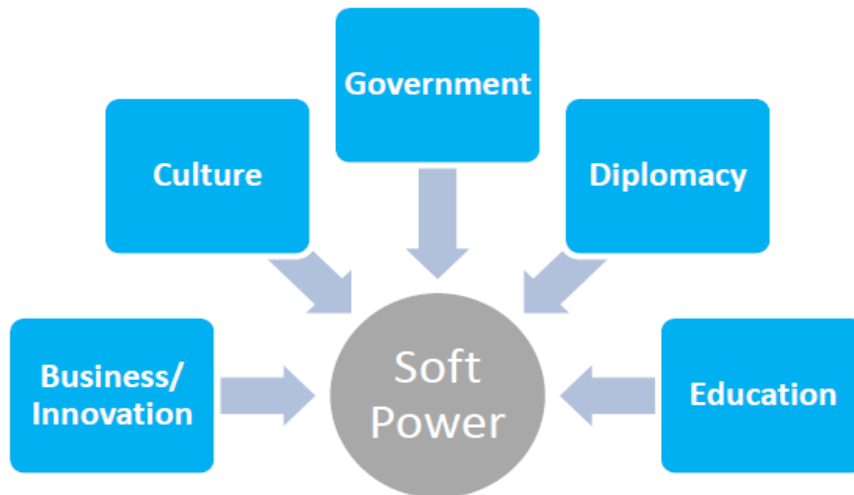 Government
Culture
Diplomacy
Business/
Innovation
Soft
Power
Education